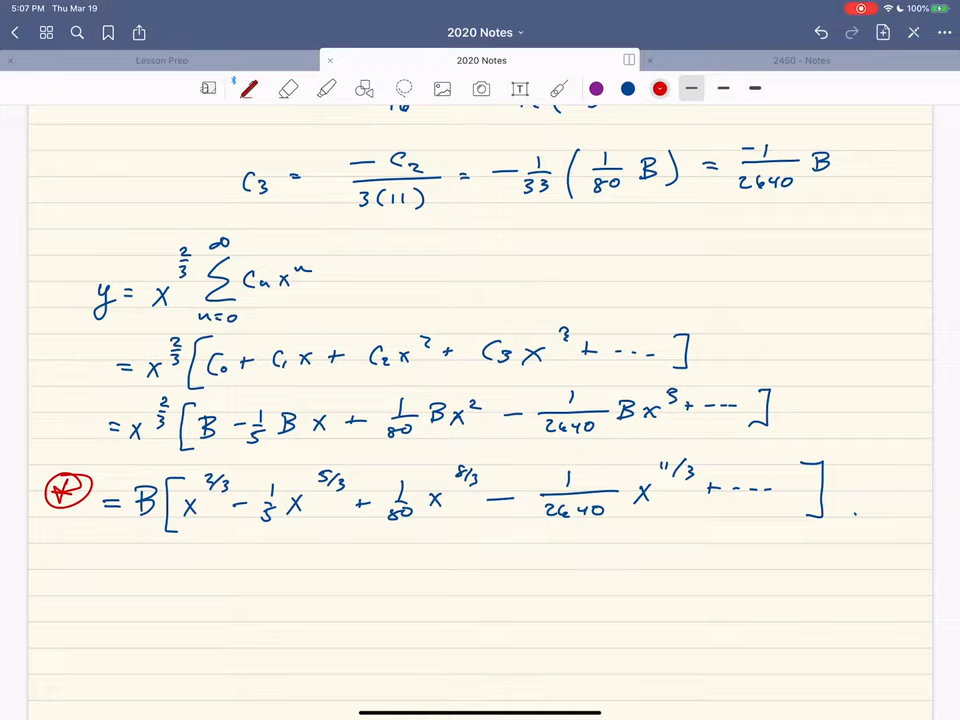 5:07 PM Thu Mar 19
100%
2020 Notes
Lesson Prep
2020 Notes
2450 - Notes
16
C₃ = -C₂ / 3(11) = -1/33 (1/80 B) = -1/2640 B
y = x^(2/3) ∑_{n=0}^{∞} Cₙ xⁿ
= x^(2/3) [C₀ + C₁x + C₂x² + C₃x³ + ⋯]
= x^(2/3) [B - 1/5 B x + 1/80 Bx² - 1/2640 Bx³ + ⋯]
= B[x^(2/3) - 1/5 x^(5/3) + 1/80 x^(8/3) - 1/2640 x^(11/3) + ⋯].